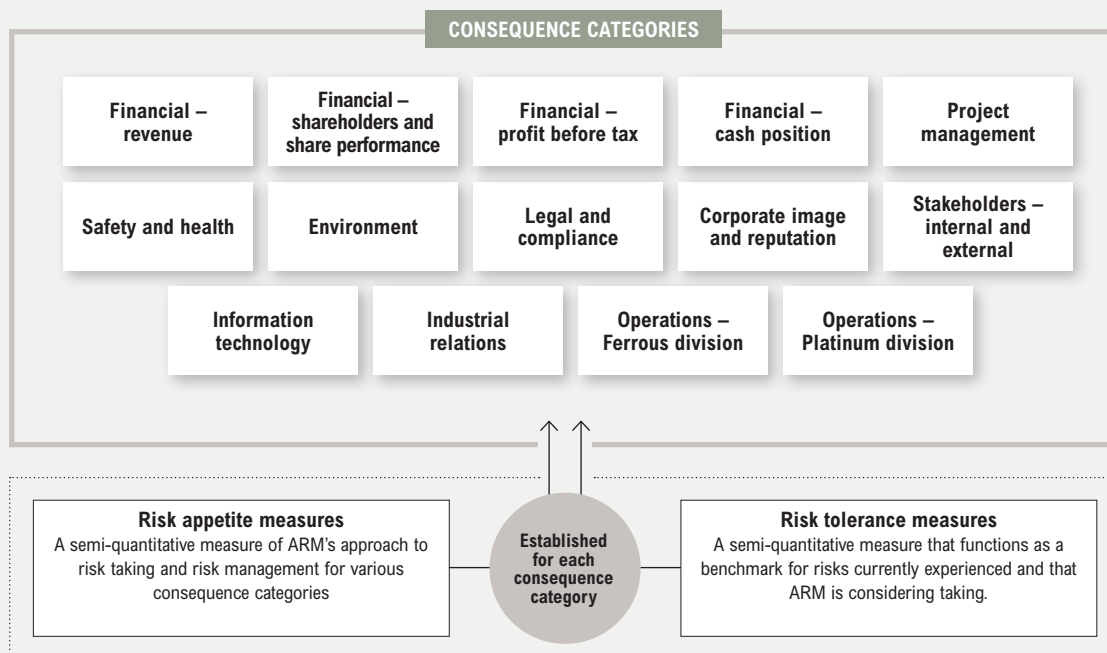 CONSEQUENCE CATEGORIES
Financial –
revenue
Financial –
shareholders and
share performance
Financial –
profit before tax
Financial –
cash position
Project
management
Safety and health
Environment
Legal and
compliance
Corporate image
and reputation
Stakeholders –
internal and
external
Information
technology
Industrial
relations
Operations –
Ferrous division
Operations –
Platinum division
Risk appetite measures
A semi-quantitative measure of ARM's approach to
risk taking and risk management for various
consequence categories
Established
for each
consequence
category
Risk tolerance measures
A semi-quantitative measure that functions as a
benchmark for risks currently experienced and that
ARM is considering taking.